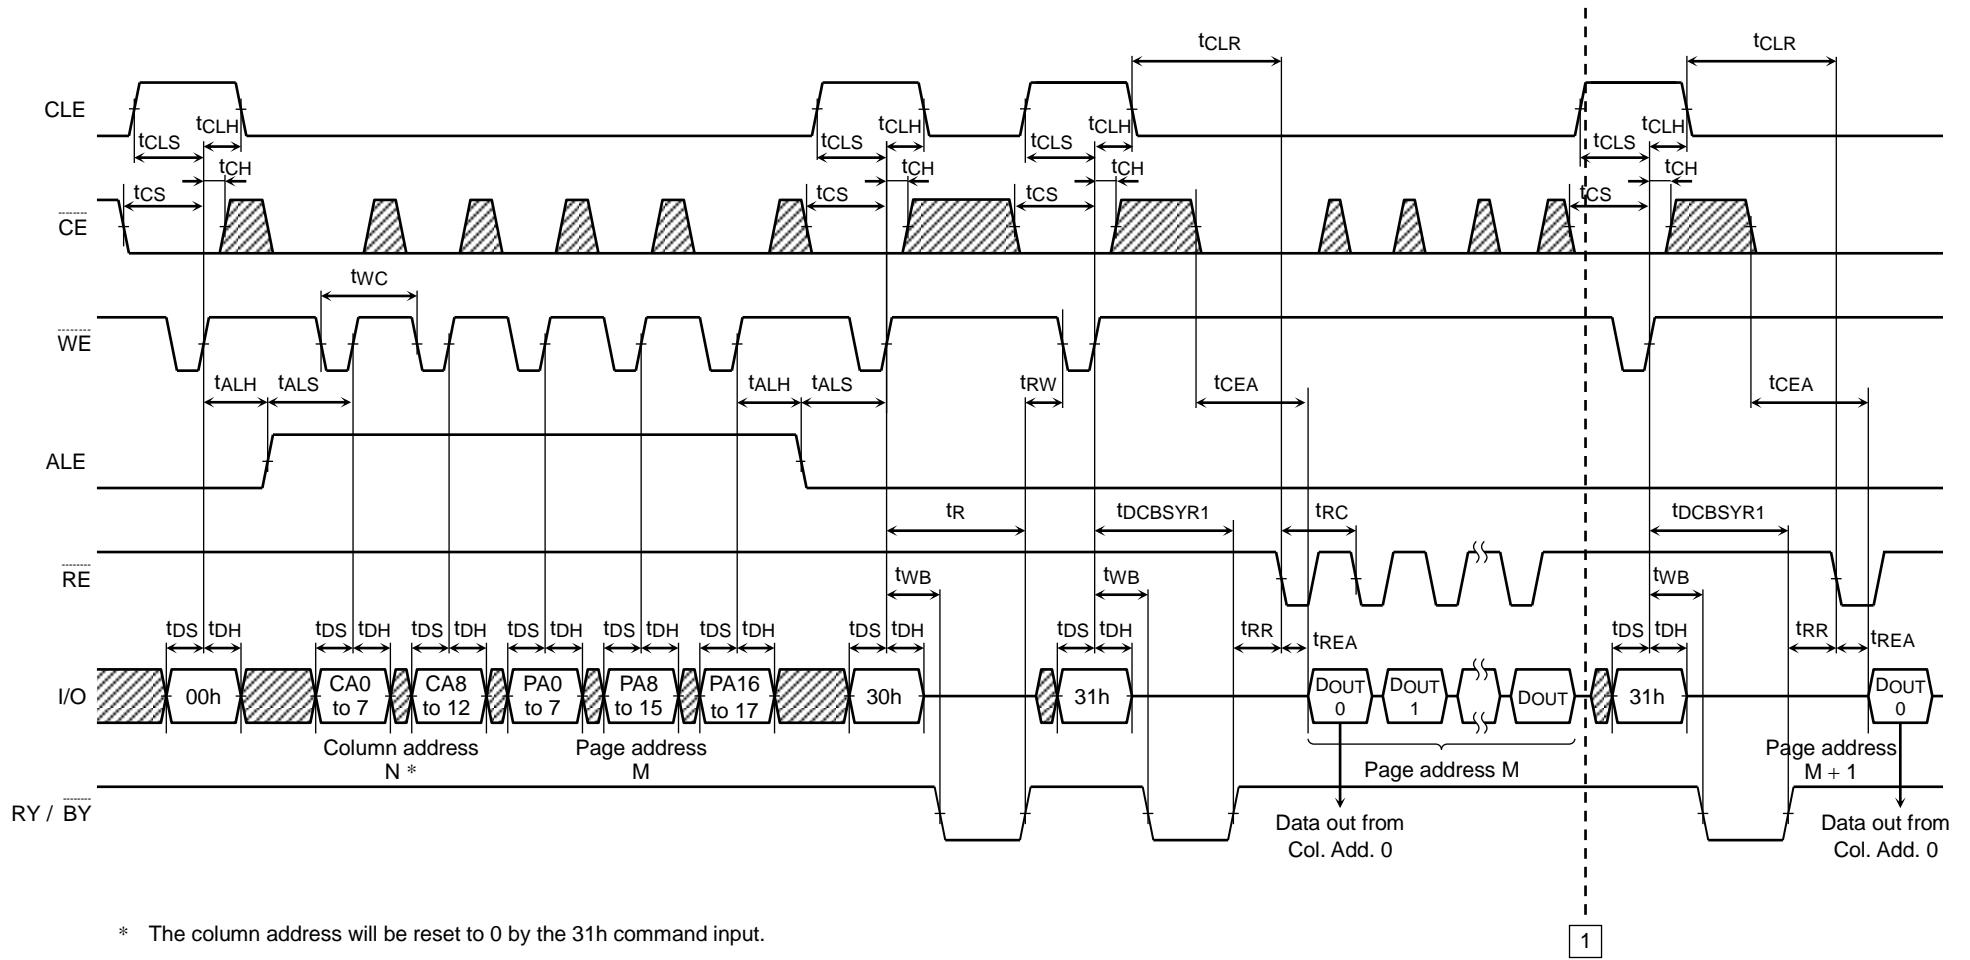 tCLR tCLR
CLE
tCLS tCLH tCLS tCLH tCLS tCLH tCLS tCLH
tCH tCH tCH tCH
tCS tCS tCS tCS
CE
tWC
WE
tALH tALS tALH tALS tRW tCEA tCEA
ALE
tR tDCBSYR1 tRC tDCBSYR1
RE
tWB tWB tWB
tDS tDH tDS tDH tDS tDH tDS tDH tDS tDH tDS tDH tDS tDH tDS tDH tRR tREA tDS tDH tRR tREA
I/O
00h
CA0
to 7
CA8
to 12
PA0
to 7
PA8
to 15
PA16
to 17
30h
31h
DOUT
0
DOUT
1
DOUT
31h
DOUT
0
Column address
N *
Page address
M
Page address M
Page address
M + 1
RY / BY
Data out from
Col. Add. 0
Data out from
Col. Add. 0
* The column address will be reset to 0 by the 31h command input.
1